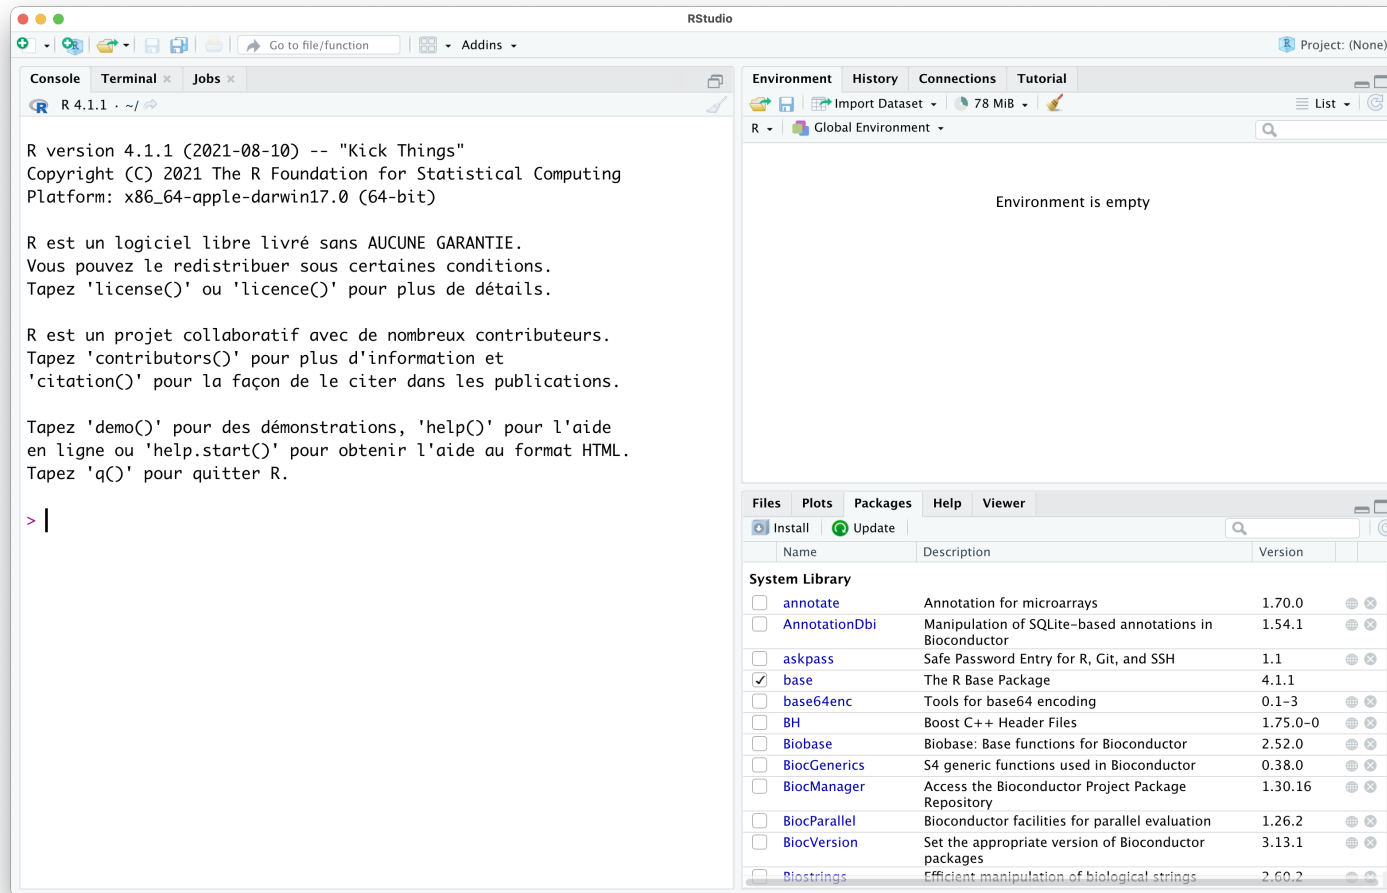 RStudio
Go to file/function
Addins
Project: (None)
Console Terminal Jobs
R 4.1.1 · ~/
R version 4.1.1 (2021-08-10) -- "Kick Things"
Copyright (C) 2021 The R Foundation for Statistical Computing
Platform: x86_64-apple-darwin17.0 (64-bit)
R est un logiciel libre livré sans AUCUNE GARANTIE.
Vous pouvez le redistribuer sous certaines conditions.
Tapez 'license()' ou 'licence()' pour plus de détails.
R est un projet collaboratif avec de nombreux contributeurs.
Tapez 'contributors()' pour plus d'information et
'citation()' pour la façon de le citer dans les publications.
Tapez 'demo()' pour des démonstrations, 'help()' pour l'aide
en ligne ou 'help.start()' pour obtenir l'aide au format HTML.
Tapez 'q()' pour quitter R.
>
Environment History Connections Tutorial
Import Dataset 78 MiB List
R Global Environment
Environment is empty
Files Plots Packages Help Viewer
Install Update
Name Description Version
System Library
annotate Annotation for microarrays 1.70.0
AnnotationDbi Manipulation of SQLite-based annotations in 1.54.1
Bioconductor
askpass Safe Password Entry for R, Git, and SSH 1.1
base The R Base Package 4.1.1
base64enc Tools for base64 encoding 0.1-3
BH Boost C++ Header Files 1.75.0-0
Biobase Biobase: Base functions for Bioconductor 2.52.0
BiocGenerics S4 generic functions used in Bioconductor 0.38.0
BiocManager Access the Bioconductor Project Package 1.30.16
Repository
BiocParallel Bioconductor facilities for parallel evaluation 1.26.2
BiocVersion Set the appropriate version of Bioconductor 3.13.1
packages
Biostrings Efficient manipulation of biological strings 2.60.2